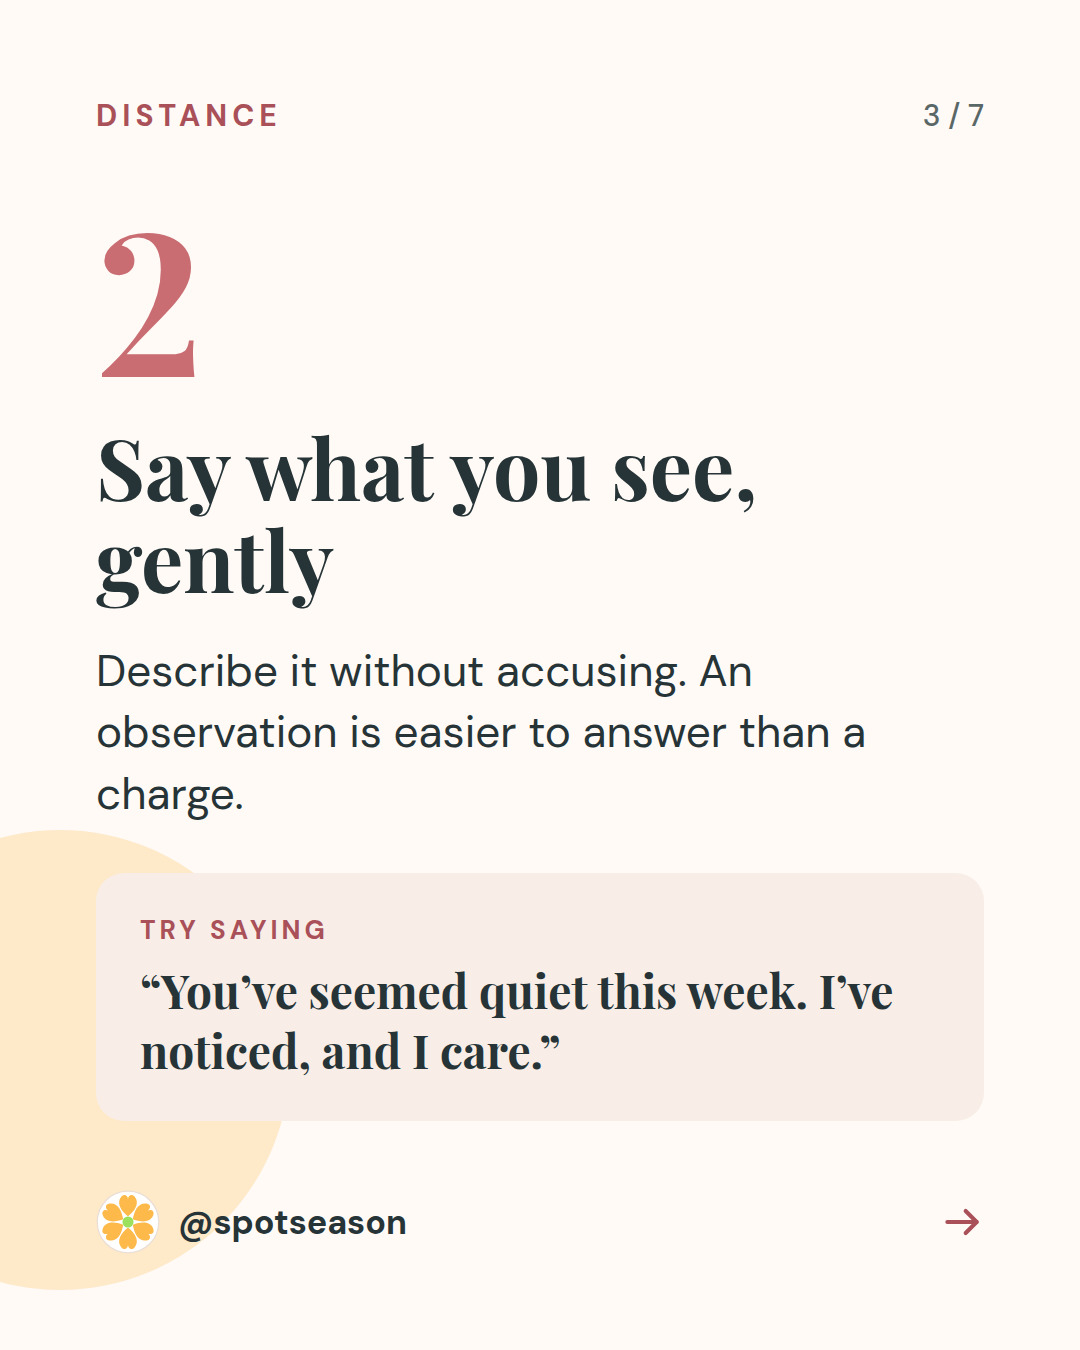 DISTANCE
3 / 7
2
Say what you see,
gently
Describe it without accusing. An
observation is easier to answer than a
charge.
TRY SAYING
“You’ve seemed quiet this week. I’ve
noticed, and I care.”
@spotseason